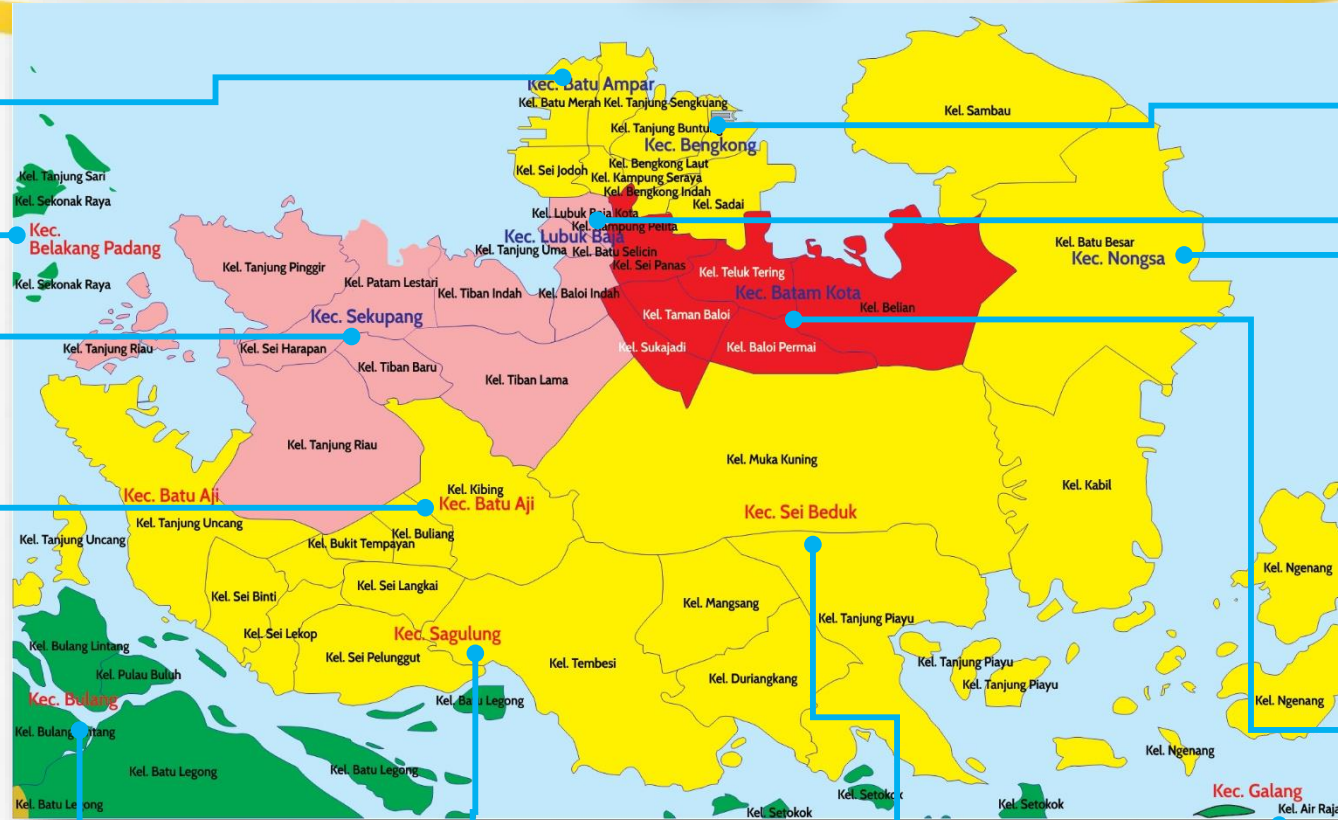 Kec. Batu Ampar
Kel. Batu Merah
Kel. Tanjung Sengkuang
Kel. Sambau
Kel. Tanjung Buntung
Kec. Bengkong
Kel. Sei Jodoh
Kel. Bengkong Laut
Kel. Kampung Seraya
Kel. Bengkong Indah
Kel. Sadai
Kel. Tanjung Sari
Kel. Sekonak Raya
Kec.
Belakang Padang
Kel. Sekonak Raya
Kel. Lubuk Baja Kota
Kel. Kampung Pelita
Kec. Lubuk Baja
Kel. Tanjung Uma
Kel. Batu Selicin
Kel. Sei Panas
Kel. Teluk Tering
Kel. Batu Besar
Kec. Nongsa
Kel. Tanjung Pinggir
Kel. Patam Lestari
Kel. Tiban Indah
Kel. Baloi Indah
Kec. Batam Kota
Kel. Belian
Kec. Sekupang
Kel. Taman Baloi
Kel. Tanjung Riau
Kel. Sei Harapan
Kel. Sukajadi
Kel. Baloi Permai
Kel. Tiban Baru
Kel. Tiban Lama
Kel. Tanjung Riau
Kel. Muka Kuning
Kel. Kabil
Kec. Batu Aji
Kel. Kibing
Kec. Batu Aji
Kec. Sei Beduk
Kel. Tanjung Uncang
Kel. Tanjung Uncang
Kel. Buliang
Kel. Bukit Tempayan
Kel. Ngenang
Kel. Sei Langkai
Kel. Sei Binti
Kel. Mangsang
Kel. Tanjung Piayu
Kel. Sei Lekop
Kec. Sagulung
Kel. Bulang Lintang
Kel. Sei Pelunggut
Kel. Tembesi
Kel. Tanjung Piayu
Kel. Pulau Buluh
Kel. Duriangkang
Kel. Tanjung Piayu
Kec. Bulang
Kel. Batu Legong
Kel. Ngenang
Kel. Bulang Lintang
Kel. Ngenang
Kel. Batu Legong
Kel. Batu Legong
Kec. Galang
Kel. Setokok
Kel. Batu Legong
Kel. Setokok
Kel. Setokok
Kel. Air Raja